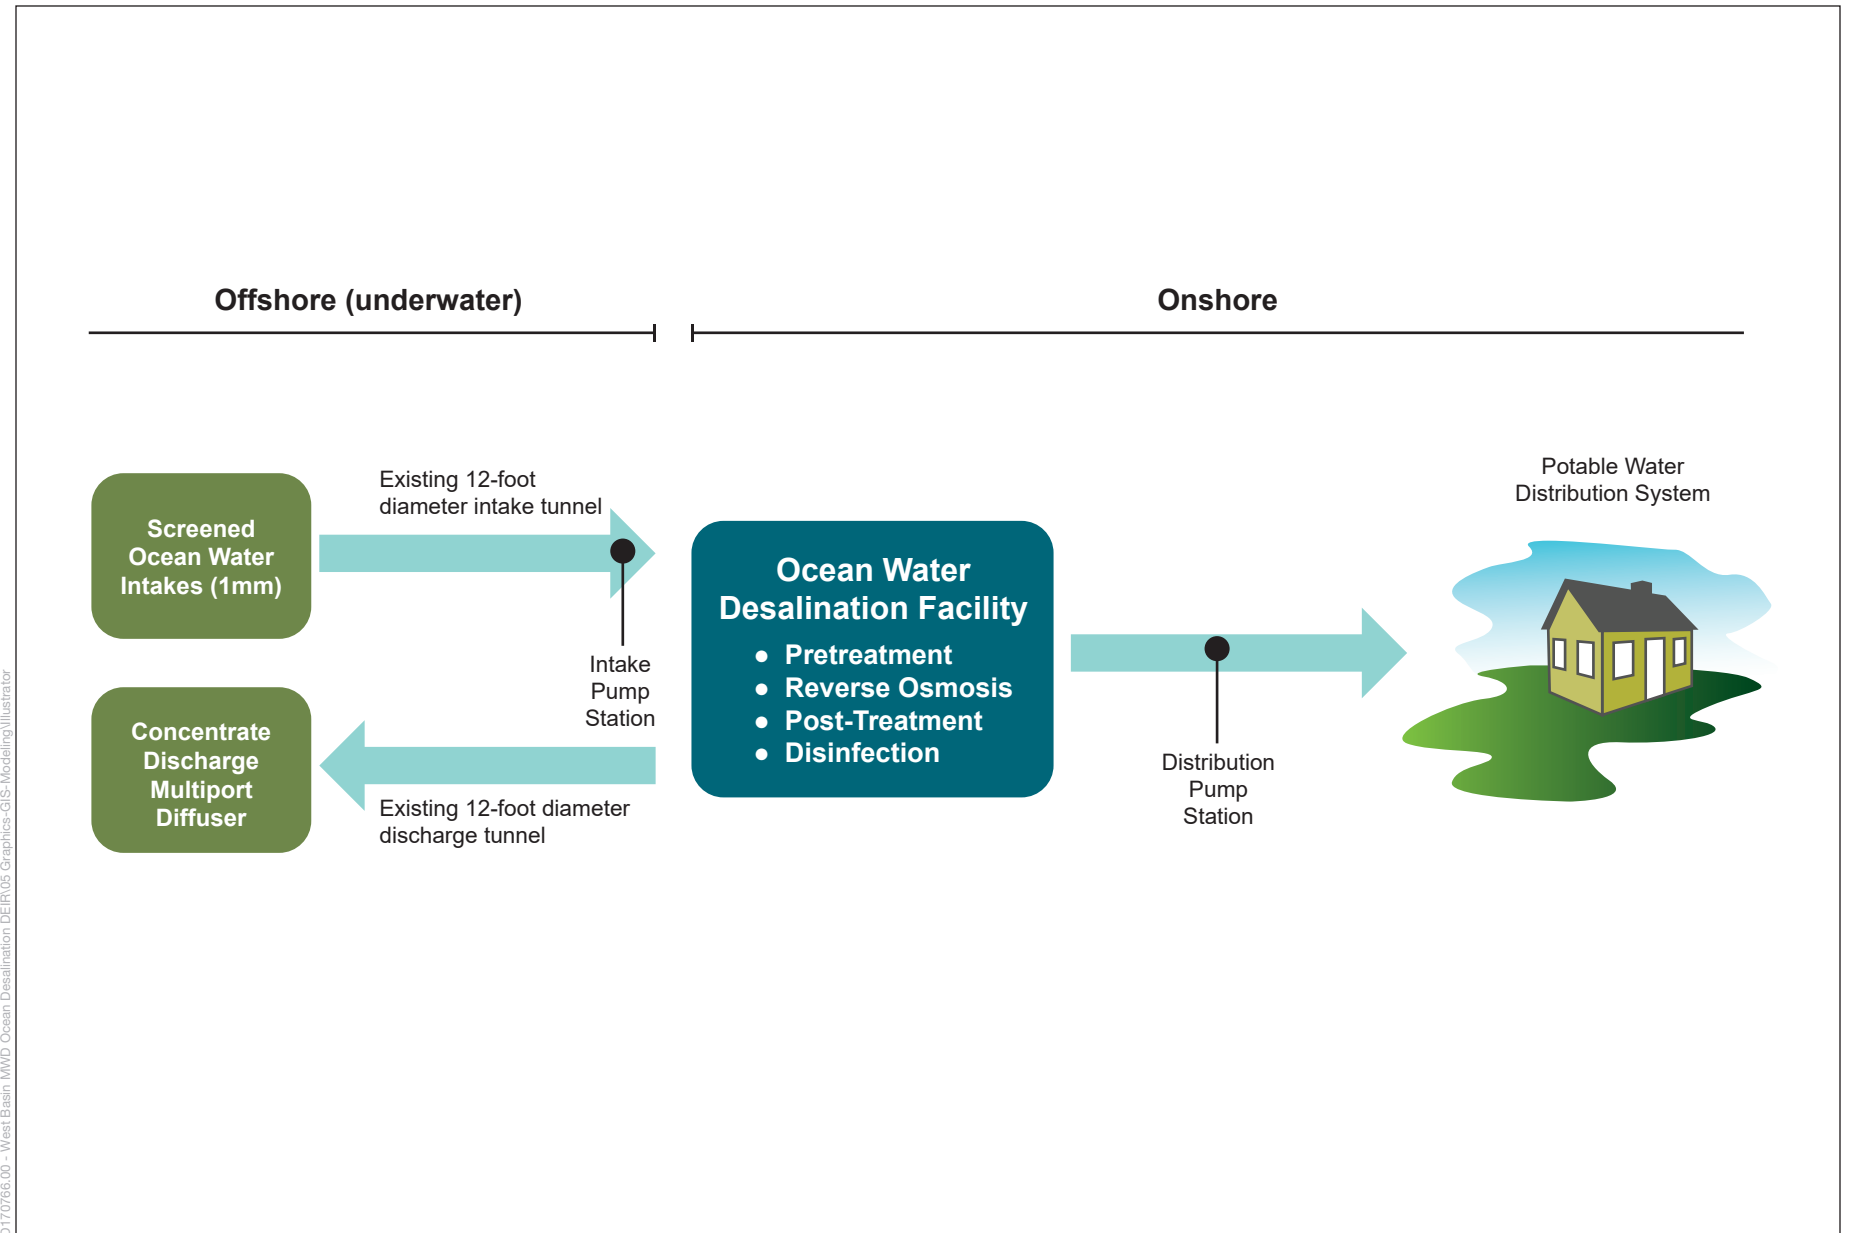 Offshore (underwater)
Onshore
Existing 12-foot
diameter intake tunnel
Screened
Ocean Water
Intakes (1mm)
Intake
Pump
Station
Concentrate
Discharge
Multiport
Diffuser
Existing 12-foot diameter
discharge tunnel
Ocean Water
Desalination Facility
● Pretreatment
● Reverse Osmosis
● Post-Treatment
● Disinfection
Distribution
Pump
Station
Potable Water
Distribution System
D170766.00 - West Basin MWD Ocean Desalination DEIR\05 Graphics-GIS-Modeling\Illustrator